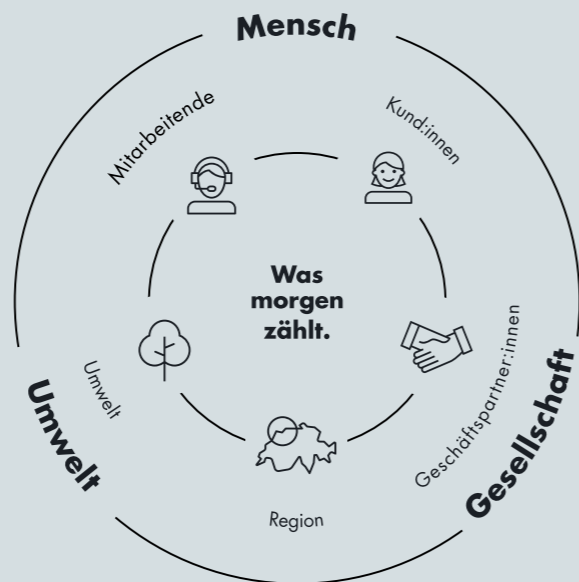 Mensch
Mitarbeitende
Kund:innen
Was
morgen
zählt.
Umwelt
Geschäftspartner:innen
Umwelt
Gesellschaft
Region